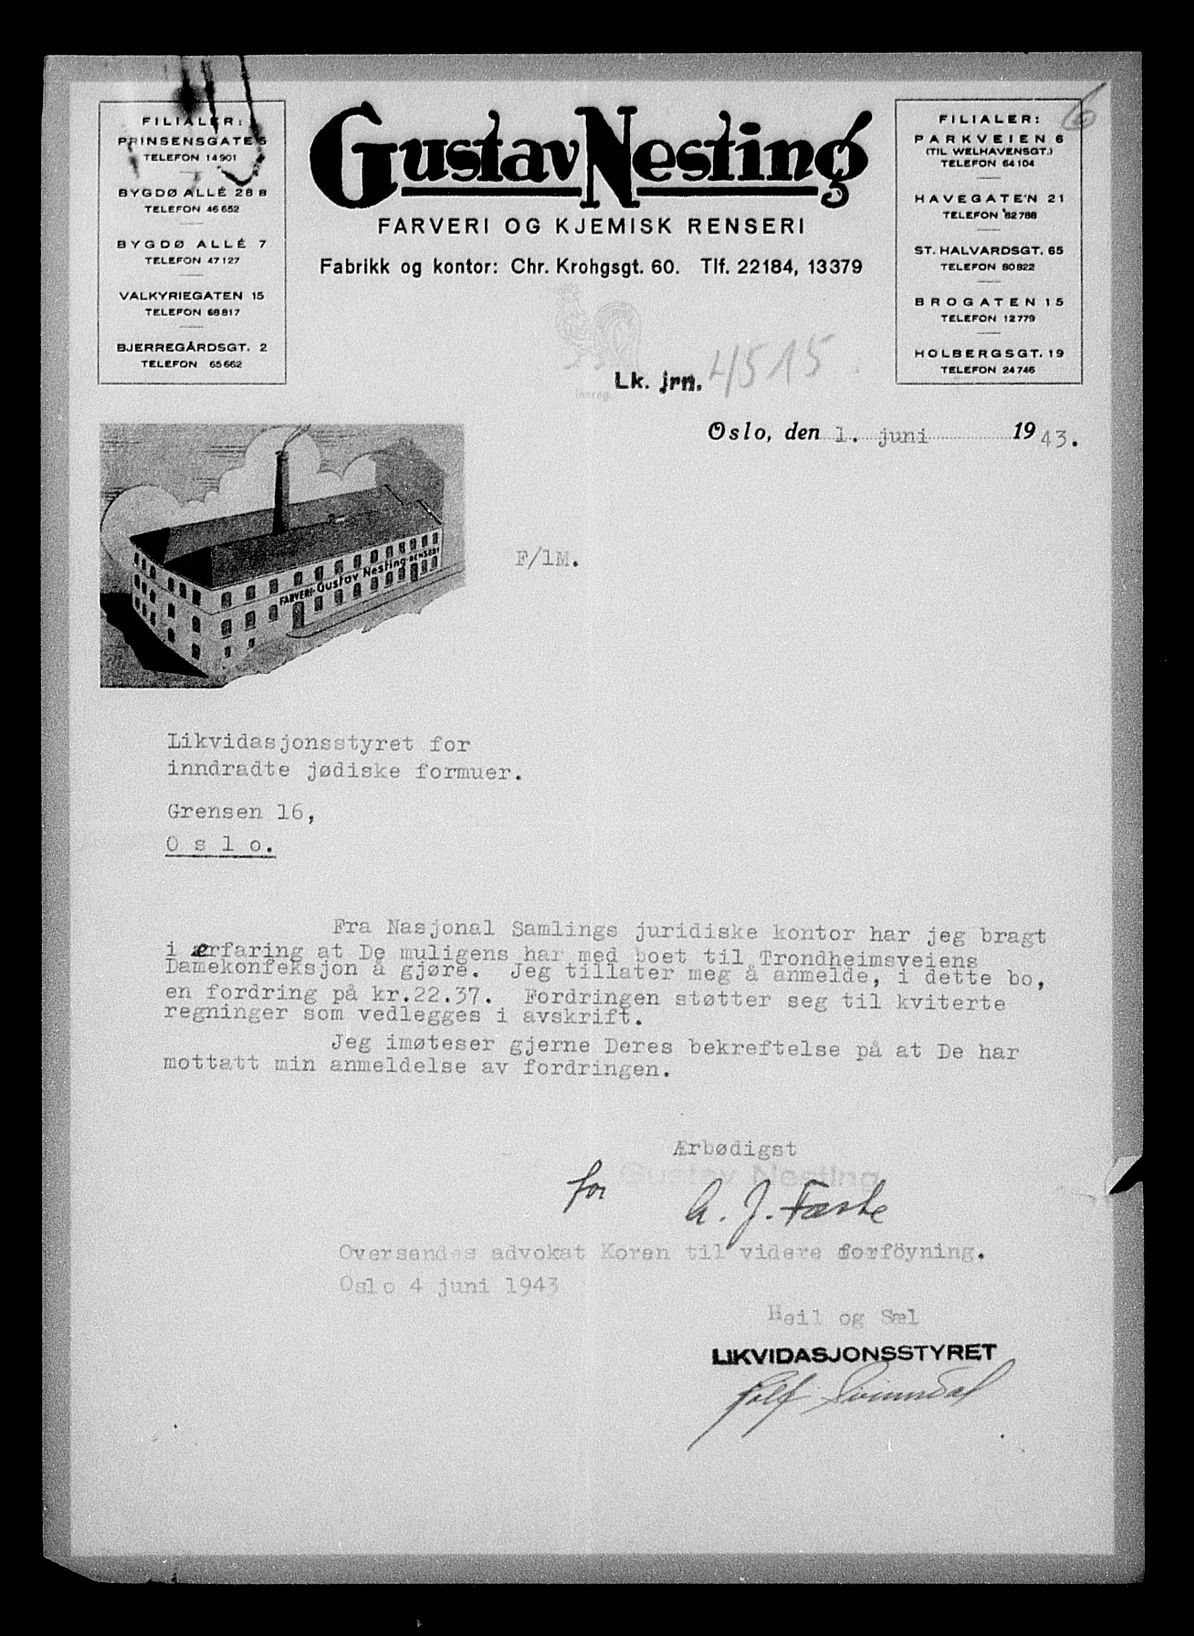 6
FILIALER:
PRINSENSGATE 5
TELEFON 14901
BYGDØ ALLÉ 28 B
TELEFON 46652
BYGDØ ALLÉ 7
TELEFON 47127
VALKYRIEGATEN 15
TELEFON 68817
BJERREGÅRDSGT. 2
TELEFON 65662
Gustav Nesting
FARVERI OG KJEMISK RENSERI
Fabrikk og kontor: Chr. Krohgsgt. 60. Tlf. 22184, 13379
FILIALER:
PARKVEIEN 6
(TIL WELHAVENSGT.)
TELEFON 64104
HAVEGATE'N 21
TELEFON 82788
ST. HALVARDSGT. 65
TELEFON 80822
BROGATEN 15
TELEFON 12779
HOLBERGSGT. 19
TELEFON 24746
Innreg.
Lk. jrn. 4515
Oslo, den 1. juni 1943.
FARVERI- Gustav Nesting -RENSERI
F/lM.
Likvidasjonsstyret for
inndradte jødiske formuer.
Grensen 16,
O s l o.
Fra Nasjonal Samlings juridiske kontor har jeg bragt
i erfaring at De muligens har med boet til Trondheimsveiens
Damekonfeksjon å gjøre. Jeg tillater meg å anmelde, i dette bo,
en fordring på kr.22.37. Fordringen støtter seg til kviterte
regninger som vedlegges i avskrift.
Jeg imøteser gjerne Deres bekreftelse på at De har
mottatt min anmeldelse av fordringen.
Ærbødigst
Gustav Nesting
for
Oversendes advokat Koren til videre forföyning.
Oslo 4 juni 1943
Heil og Sæl
LIKVIDASJONSSTYRET
Rolf Svinndal